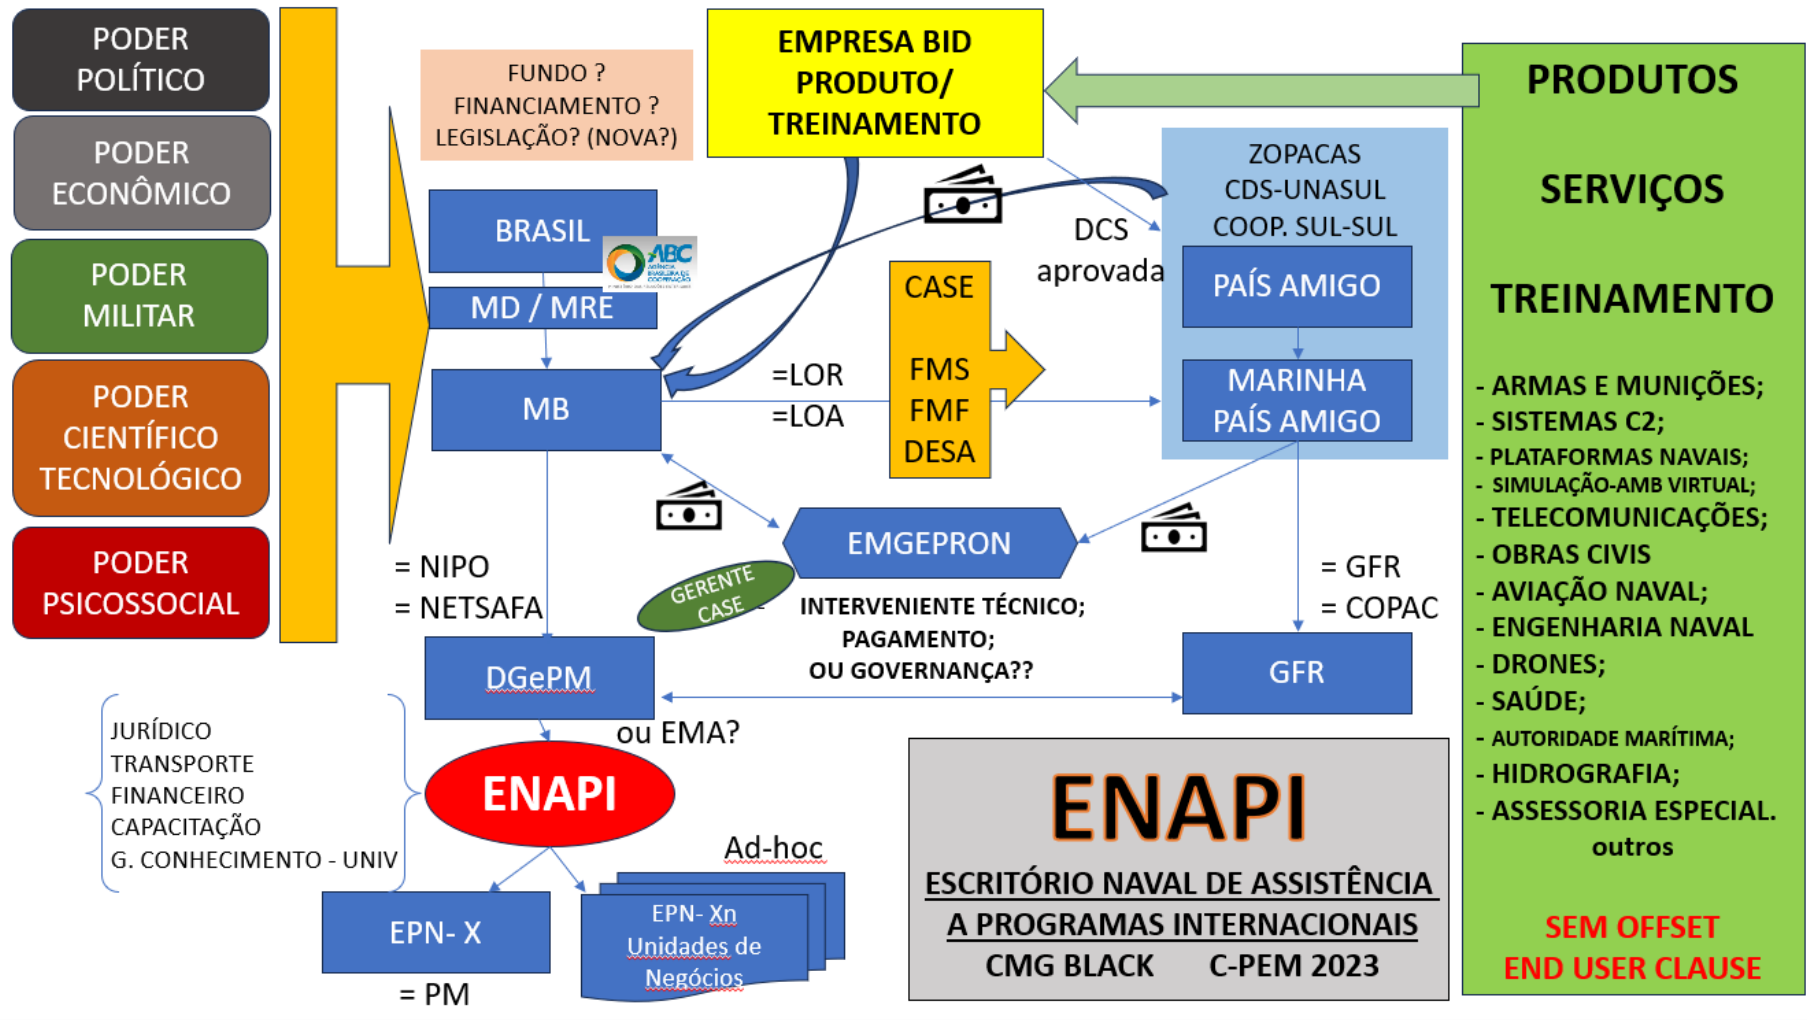 PODER
POLÍTICO
PODER
ECONÔMICO
PODER
MILITAR
PODER
CIENTÍFICO
TECNOLÓGICO
PODER
PSICOSSOCIAL
FUNDO ?
FINANCIAMENTO ?
LEGISLAÇÃO? (NOVA?)
BRASIL
ABC
AGÊNCIA
BRASILEIRA DE
COOPERAÇÃO
MD / MRE
MB
EMPRESA BID
PRODUTO/
TREINAMENTO
DCS
aprovada
=LOR
=LOA
CASE
FMS
FMF
DESA
ZOPACAS
CDS-UNASUL
COOP. SUL-SUL
PAÍS AMIGO
MARINHA
PAÍS AMIGO
EMGEPRON
GERENTE
CASE
INTERVENIENTE TÉCNICO;
PAGAMENTO;
OU GOVERNANÇA??
= NIPO
= NETSAFA
= GFR
= COPAC
DGePM
ou EMA?
GFR
JURÍDICO
TRANSPORTE
FINANCEIRO
CAPACITAÇÃO
G. CONHECIMENTO - UNIV
ENAPI
Ad-hoc
EPN- X
= PM
EPN- Xn
Unidades de
Negócios
ENAPI
ESCRITÓRIO NAVAL DE ASSISTÊNCIA
A PROGRAMAS INTERNACIONAIS
CMG BLACK C-PEM 2023
PRODUTOS
SERVIÇOS
TREINAMENTO
- ARMAS E MUNIÇÕES;
- SISTEMAS C2;
- PLATAFORMAS NAVAIS;
- SIMULAÇÃO-AMB VIRTUAL;
- TELECOMUNICAÇÕES;
- OBRAS CIVIS
- AVIAÇÃO NAVAL;
- ENGENHARIA NAVAL
- DRONES;
- SAÚDE;
- AUTORIDADE MARÍTIMA;
- HIDROGRAFIA;
- ASSESSORIA ESPECIAL.
outros
SEM OFFSET
END USER CLAUSE